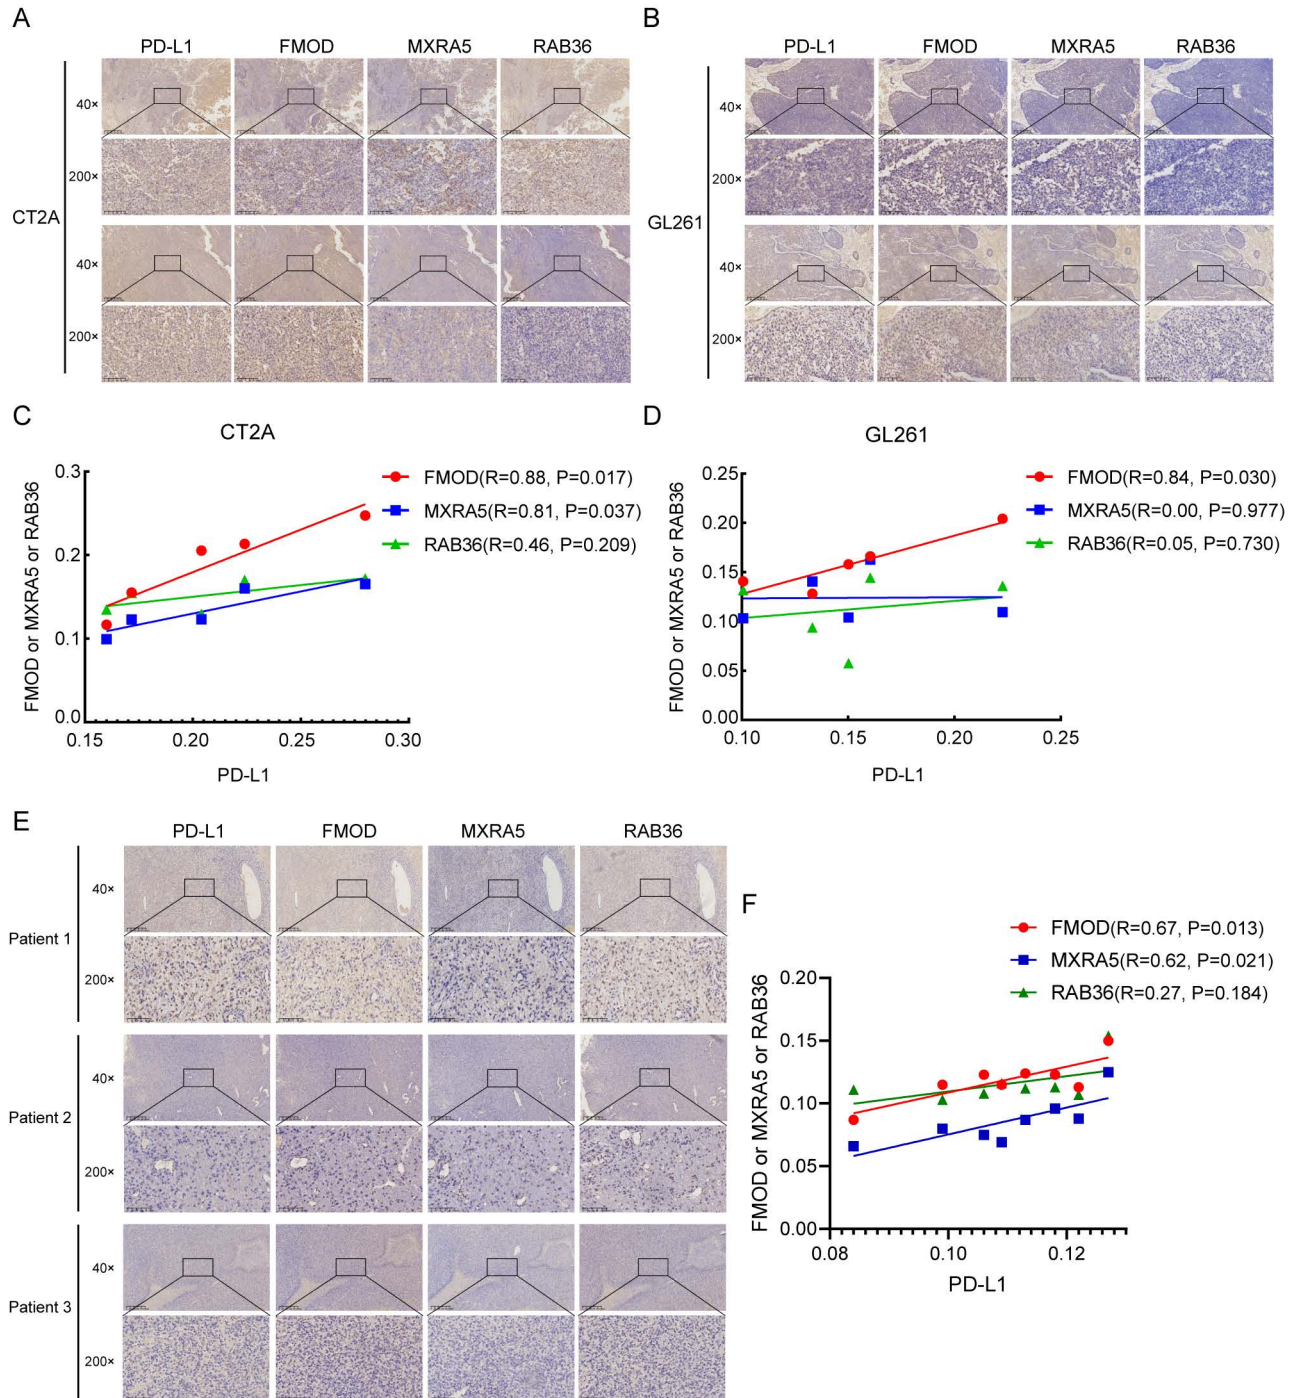 A
PD-L1 FMOD MXRA5 RAB36
CT2A
40×
200×
40×
200×
B
PD-L1 FMOD MXRA5 RAB36
GL261
40×
200×
40×
200×
C
CT2A
FMOD(R=0.88, P=0.017)
MXRA5(R=0.81, P=0.037)
RAB36(R=0.46, P=0.209)
FMOD or MXRA5 or RAB36
0.3
0.2
0.1
0.0
0.15 0.20 0.25 0.30
PD-L1
D
GL261
FMOD(R=0.84, P=0.030)
MXRA5(R=0.00, P=0.977)
RAB36(R=0.05, P=0.730)
FMOD or MXRA5 or RAB36
0.25
0.20
0.15
0.10
0.05
0.00
0.10 0.15 0.20 0.25
PD-L1
E
PD-L1 FMOD MXRA5 RAB36
Patient 1
40×
200×
Patient 2
40×
200×
Patient 3
40×
200×
F
FMOD(R=0.67, P=0.013)
MXRA5(R=0.62, P=0.021)
RAB36(R=0.27, P=0.184)
FMOD or MXRA5 or RAB36
0.20
0.15
0.10
0.05
0.00
0.08 0.10 0.12
PD-L1